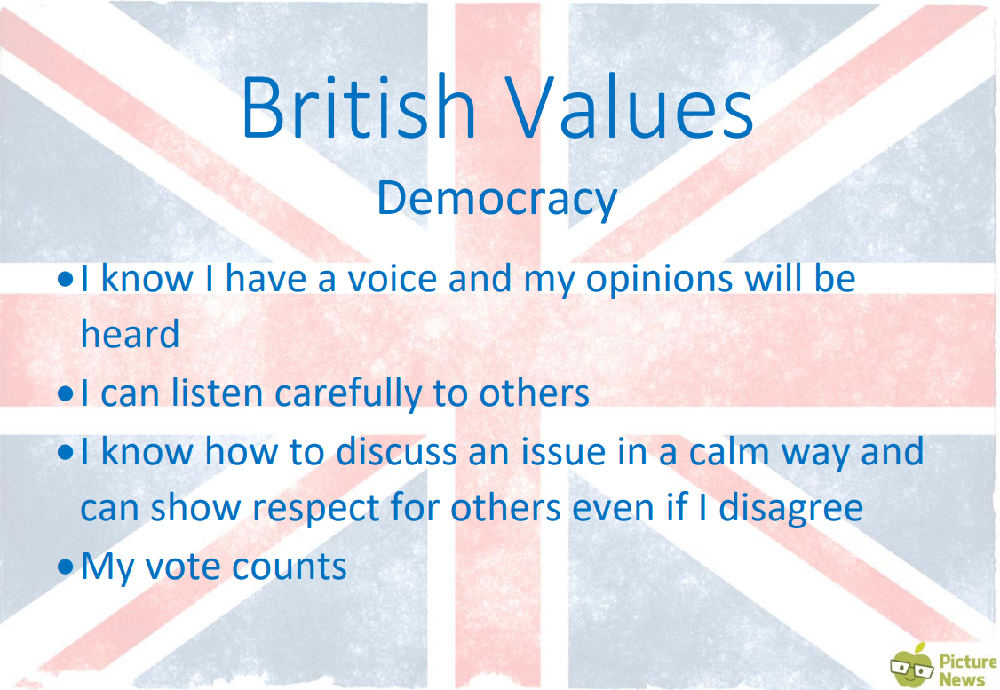 British Values
Democracy
•I know I have a voice and my opinions will be
heard
•I can listen carefully to others
•I know how to discuss an issue in a calm way and
can show respect for others even if I disagree
•My vote counts
Picture
News